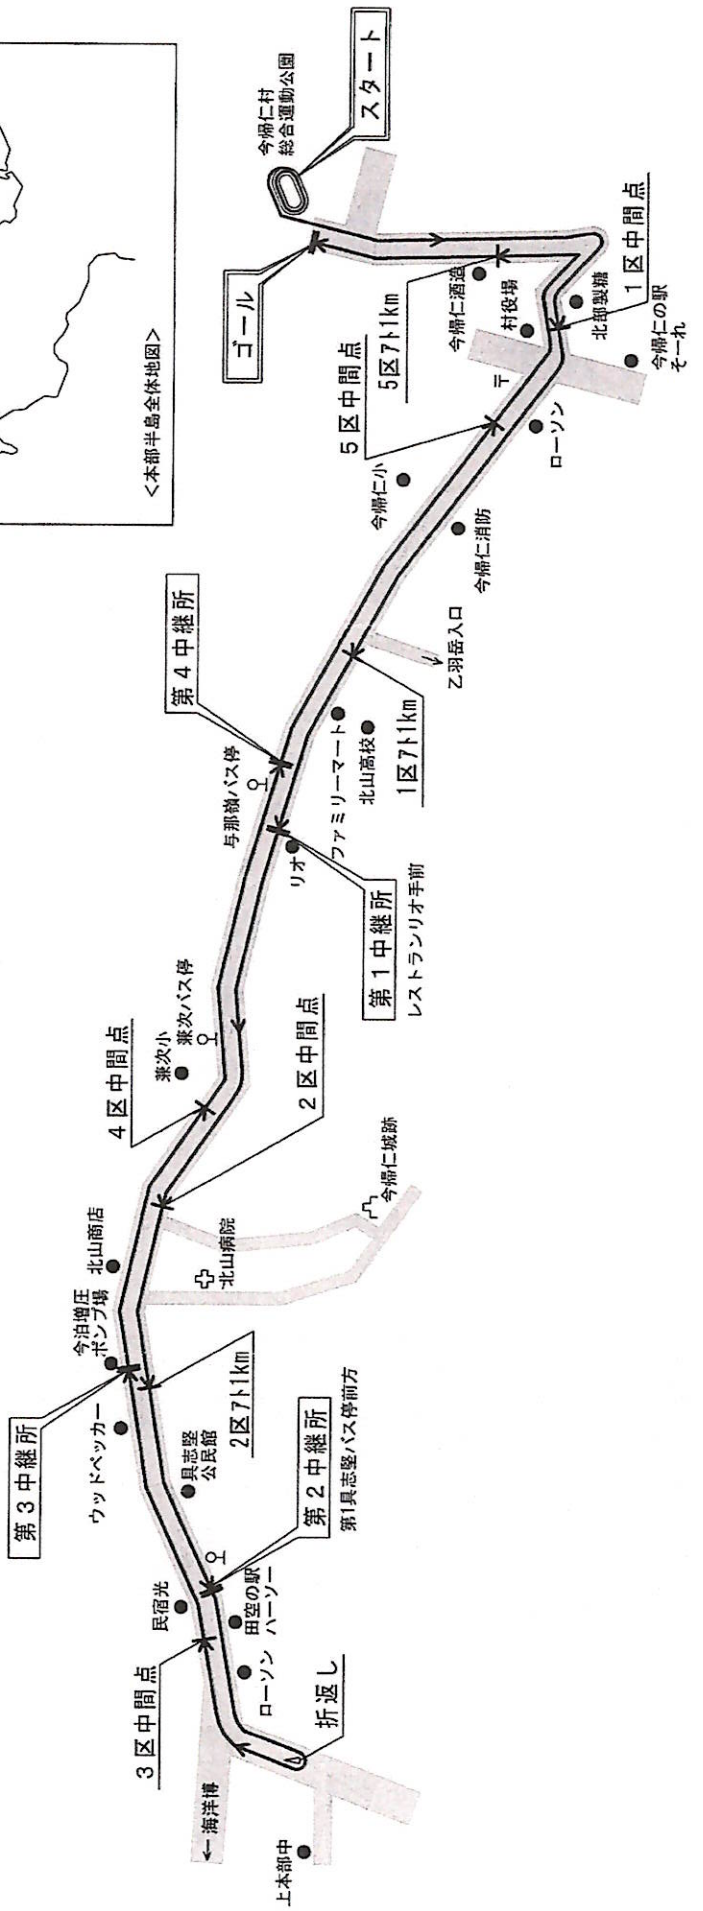 <本部半島全体地図>
スタート
今帰仁村
総合運動公園
ゴール
5区ｱﾄ1km
今帰仁酒造
村役場
北部製糖
1区中間点
今帰仁の駅
そーれ
5区中間点
〒
ローソン
今帰仁小
今帰仁消防
乙羽岳入口
第4中継所
与那嶺バス停
1区ｱﾄ1km
ファミリーマート
北山高校
リオ
第1中継所
レストランリオ手前
兼次バス停
兼次小
4区中間点
2区中間点
今帰仁城跡
北山病院
北山商店
今泊増圧
ポンプ場
第3中継所
ウッドペッカー
2区ｱﾄ1km
具志堅
公民館
第2中継所
第1具志堅バス停前方
民宿光
田空の駅
ハーソー
3区中間点
ローソン
折返し
←海洋博
上本部中